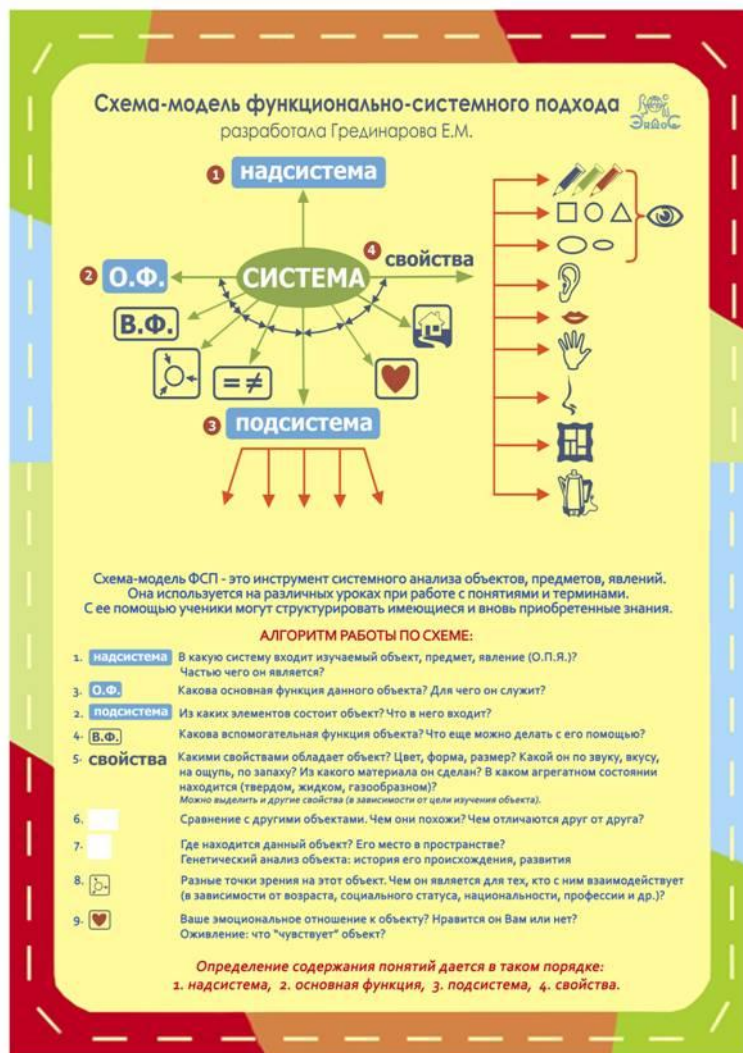 Схема-модель функционально-системного подхода
разработала Грединарова Е.М.
ЭйДоС
1 надсистема
2 О.Ф.
СИСТЕМА
4 свойства
В.Ф.
= ≠
3 подсистема
Схема-модель ФСП - это инструмент системного анализа объектов, предметов, явлений.
Она используется на различных уроках при работе с понятиями и терминами.
С ее помощью ученики могут структурировать имеющиеся и вновь приобретенные знания.
АЛГОРИТМ РАБОТЫ ПО СХЕМЕ:
1. надсистема В какую систему входит изучаемый объект, предмет, явление (О.П.Я.)?
Частью чего он является?
3. О.Ф. Какова основная функция данного объекта? Для чего он служит?
2. подсистема Из каких элементов состоит объект? Что в него входит?
4. В.Ф. Какова вспомогательная функция объекта? Что еще можно делать с его помощью?
5. свойства Какими свойствами обладает объект? Цвет, форма, размер? Какой он по звуку, вкусу,
на ощупь, по запаху? Из какого материала он сделан? В каком агрегатном состоянии
находится (твердом, жидком, газообразном)?
Можно выделить и другие свойства (в зависимости от цели изучения объекта).
6. Сравнение с другими объектами. Чем они похожи? Чем отличаются друг от друга?
7. Где находится данный объект? Его место в пространстве?
Генетический анализ объекта: история его происхождения, развития
8. Разные точки зрения на этот объект. Чем он является для тех, кто с ним взаимодействует
(в зависимости от возраста, социального статуса, национальности, профессии и др.)?
9. Ваше эмоциональное отношение к объекту? Нравится он Вам или нет?
Оживление: что "чувствует" объект?
Определение содержания понятий дается в таком порядке:
1. надсистема, 2. основная функция, 3. подсистема, 4. свойства.